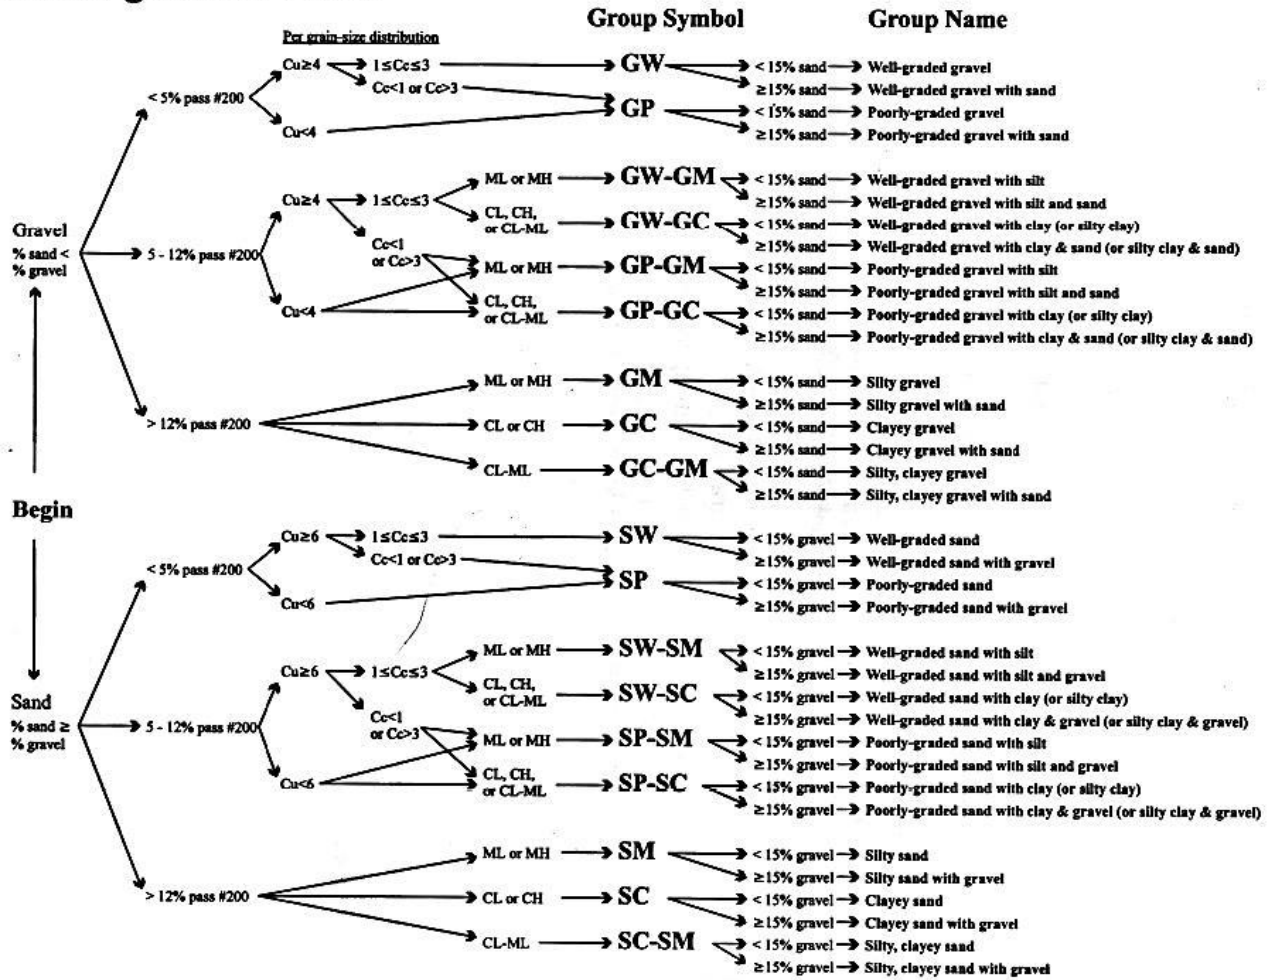 Group Symbol Group Name
Per grain-size distribution
Cu≥4 1≤Cc≤3 GW < 15% sand Well-graded gravel
Cc<1 or Cc>3 ≥15% sand Well-graded gravel with sand
< 5% pass #200 GP < 15% sand Poorly-graded gravel
Cu<4 ≥15% sand Poorly-graded gravel with sand
ML or MH GW-GM < 15% sand Well-graded gravel with silt
Cu≥4 1≤Cc≤3 ≥15% sand Well-graded gravel with silt and sand
CL, CH,
or CL-ML GW-GC < 15% sand Well-graded gravel with clay (or silty clay)
Gravel
% sand <
% gravel
5 - 12% pass #200 Cc<1
or Cc>3 ≥15% sand Well-graded gravel with clay & sand (or silty clay & sand)
ML or MH GP-GM < 15% sand Poorly-graded gravel with silt
≥15% sand Poorly-graded gravel with silt and sand
Cu<4 CL, CH,
or CL-ML GP-GC < 15% sand Poorly-graded gravel with clay (or silty clay)
≥15% sand Poorly-graded gravel with clay & sand (or silty clay & sand)
ML or MH GM < 15% sand Silty gravel
≥15% sand Silty gravel with sand
> 12% pass #200 CL or CH GC < 15% sand Clayey gravel
≥15% sand Clayey gravel with sand
CL-ML GC-GM < 15% sand Silty, clayey gravel
≥15% sand Silty, clayey gravel with sand
Begin
Cu≥6 1≤Cc≤3 SW < 15% gravel Well-graded sand
Cc<1 or Cc>3 ≥15% gravel Well-graded sand with gravel
< 5% pass #200 SP < 15% gravel Poorly-graded sand
Cu<6 ≥15% gravel Poorly-graded sand with gravel
ML or MH SW-SM < 15% gravel Well-graded sand with silt
Cu≥6 1≤Cc≤3 ≥15% gravel Well-graded sand with silt and gravel
CL, CH,
or CL-ML SW-SC < 15% gravel Well-graded sand with clay (or silty clay)
Sand
% sand ≥
% gravel
5 - 12% pass #200 Cc<1
or Cc>3 ≥15% gravel Well-graded sand with clay & gravel (or silty clay & gravel)
ML or MH SP-SM < 15% gravel Poorly-graded sand with silt
≥15% gravel Poorly-graded sand with silt and gravel
Cu<6 CL, CH,
or CL-ML SP-SC < 15% gravel Poorly-graded sand with clay (or silty clay)
≥15% gravel Poorly-graded sand with clay & gravel (or silty clay & gravel)
ML or MH SM < 15% gravel Silty sand
≥15% gravel Silty sand with gravel
> 12% pass #200 CL or CH SC < 15% gravel Clayey sand
≥15% gravel Clayey sand with gravel
CL-ML SC-SM < 15% gravel Silty, clayey sand
≥15% gravel Silty, clayey sand with gravel